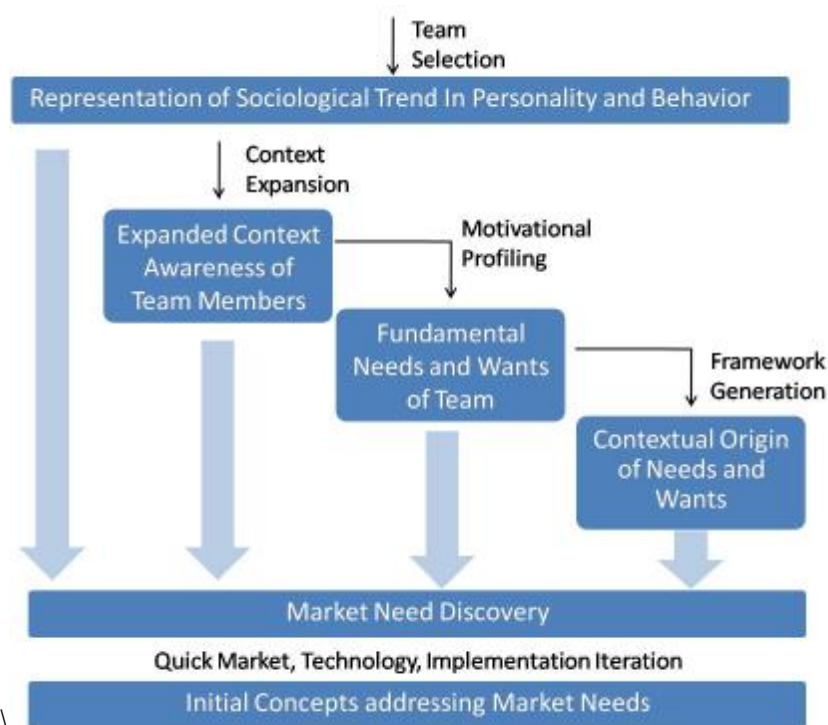 Team
Selection
Representation of Sociological Trend In Personality and Behavior
Context
Expansion
Expanded Context
Awareness of
Team Members
Motivational
Profiling
Fundamental
Needs and Wants
of Team
Framework
Generation
Contextual Origin
of Needs and
Wants
Market Need Discovery
Quick Market, Technology, Implementation Iteration
Initial Concepts addressing Market Needs
\